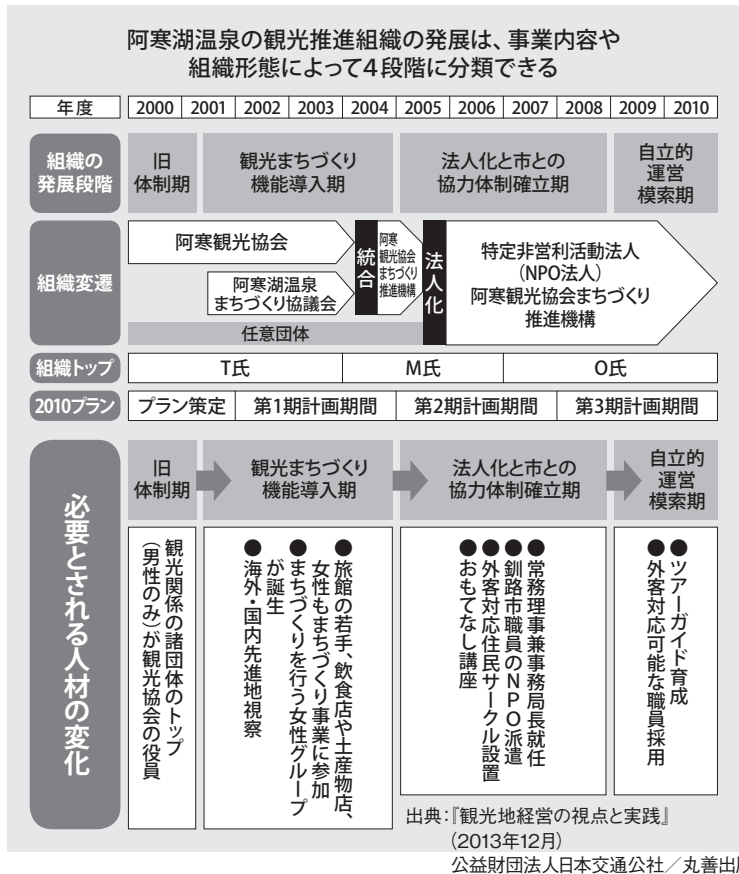 阿寒湖温泉の観光推進組織の発展は、事業内容や
組織形態によって4段階に分類できる
年度
2000
2001
2002
2003
2004
2005
2006
2007
2008
2009
2010
組織の
発展段階
旧
体制期
観光まちづくり
機能導入期
法人化と市との
協力体制確立期
自立的
運営
模索期
組織変遷
阿寒観光協会
阿寒湖温泉
まちづくり協議会
任意団体
統合
阿寒
観光協会
まちづくり
推進機構
法人化
特定非営利活動法人
(NPO法人)
阿寒観光協会まちづくり
推進機構
組織トップ
T氏
M氏
O氏
2010プラン
プラン策定
第1期計画期間
第2期計画期間
第3期計画期間
必要とされる人材の変化
旧
体制期
観光まちづくり
機能導入期
法人化と市との
協力体制確立期
自立的
運営
模索期
観光関係の諸団体のトップ
(男性のみ)が観光協会の役員
●旅館の若手、飲食店や土産物店、
女性もまちづくり事業に参加
●まちづくりを行う女性グループ
が誕生
●海外・国内先進地視察
●常務理事兼事務局長就任
●釧路市職員のNPO派遣
●外客対応住民サークル設置
●おもてなし講座
●ツアーガイド育成
●外客対応可能な職員採用
出典:『観光地経営の視点と実践』
(2013年12月)
公益財団法人日本交通公社/丸善出